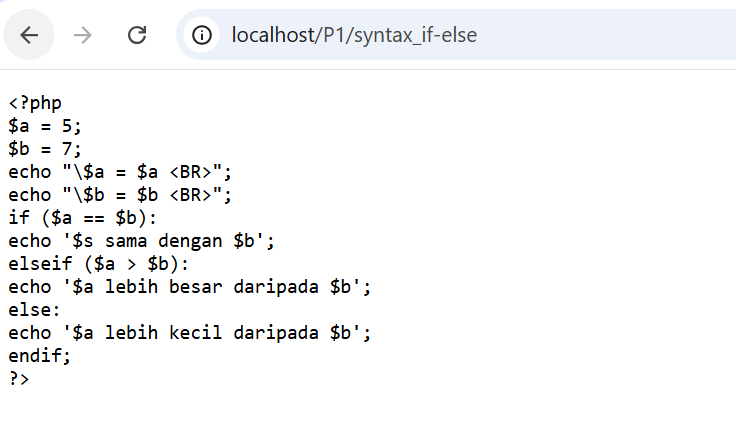 localhost/P1/syntax_if-else
<?php
$a = 5;
$b = 7;
echo "\$a = $a <BR>";
echo "\$b = $b <BR>";
if ($a == $b):
echo '$s sama dengan $b';
elseif ($a > $b):
echo '$a lebih besar daripada $b';
else:
echo '$a lebih kecil daripada $b';
endif;
?>